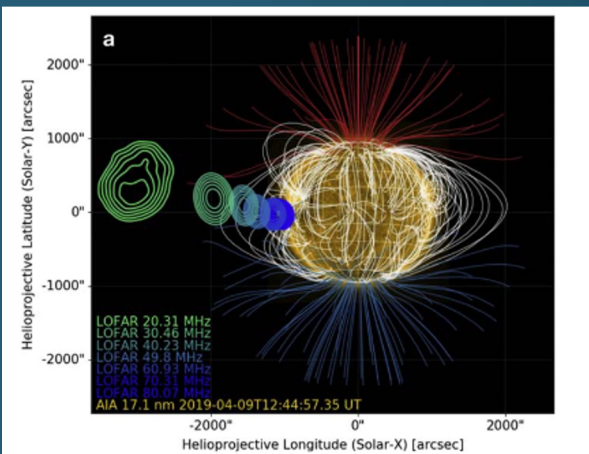 a
Helioprojective Latitude (Solar-Y) [arcsec]
2000"
1000"
0"
-1000"
-2000"
LOFAR 20.31 MHz
LOFAR 30.46 MHz
LOFAR 40.23 MHz
LOFAR 49.8 MHz
LOFAR 60.93 MHz
LOFAR 70.31 MHz
LOFAR 80.07 MHz
AIA 17.1 nm 2019-04-09T12:44:57.35 UT
-2000" 0" 2000"
Helioprojective Longitude (Solar-X) [arcsec]